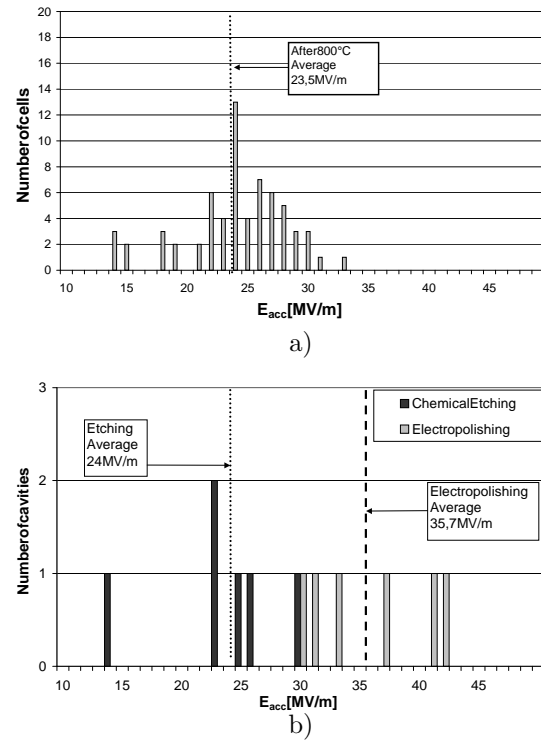 20
18
16
14
12
10
8
6
4
2
0
Numberofcells
After800°C
Average
23,5MV/m
10 15 20 25 30 35 40 45
Eacc[MV/m]
a)
3
2
1
0
Numberofcavities
Etching
Average
24MV/m
ChemicalEtching
Electropolishing
Electropolishing
Average
35,7MV/m
10 15 20 25 30 35 40 45
Eacc[MV/m]
b)